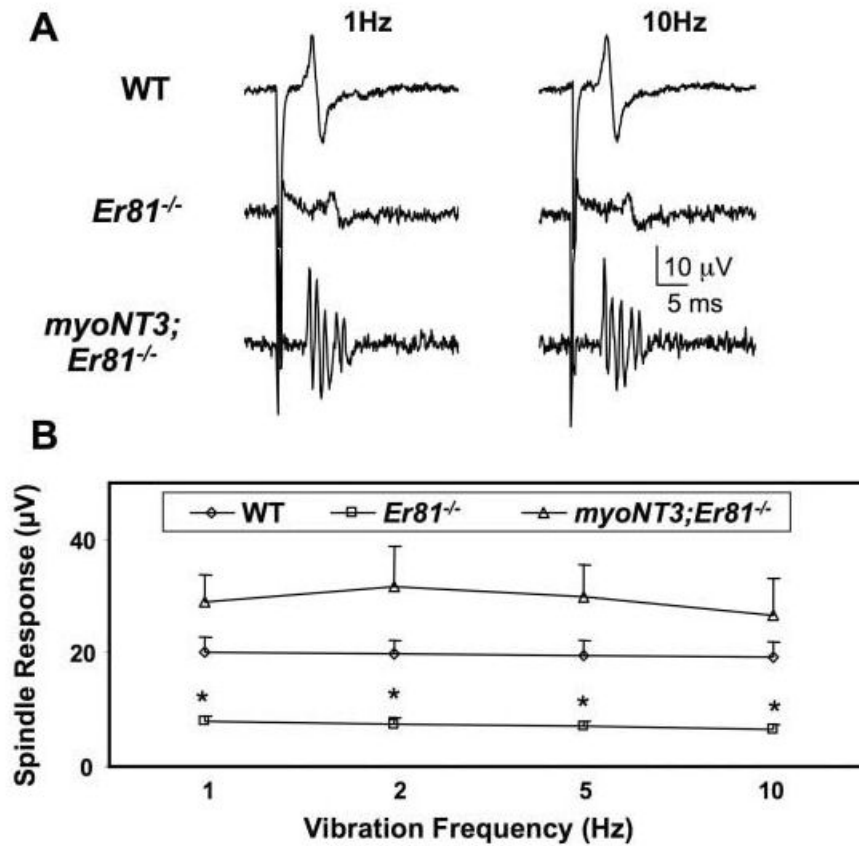 A
1Hz 10Hz
WT
Er81-/-
10 µV
5 ms
myoNT3;
Er81-/-
B
WT Er81-/- myoNT3;Er81-/-
Spindle Response (µV)
40
20
0
* * * *
1 2 5 10
Vibration Frequency (Hz)